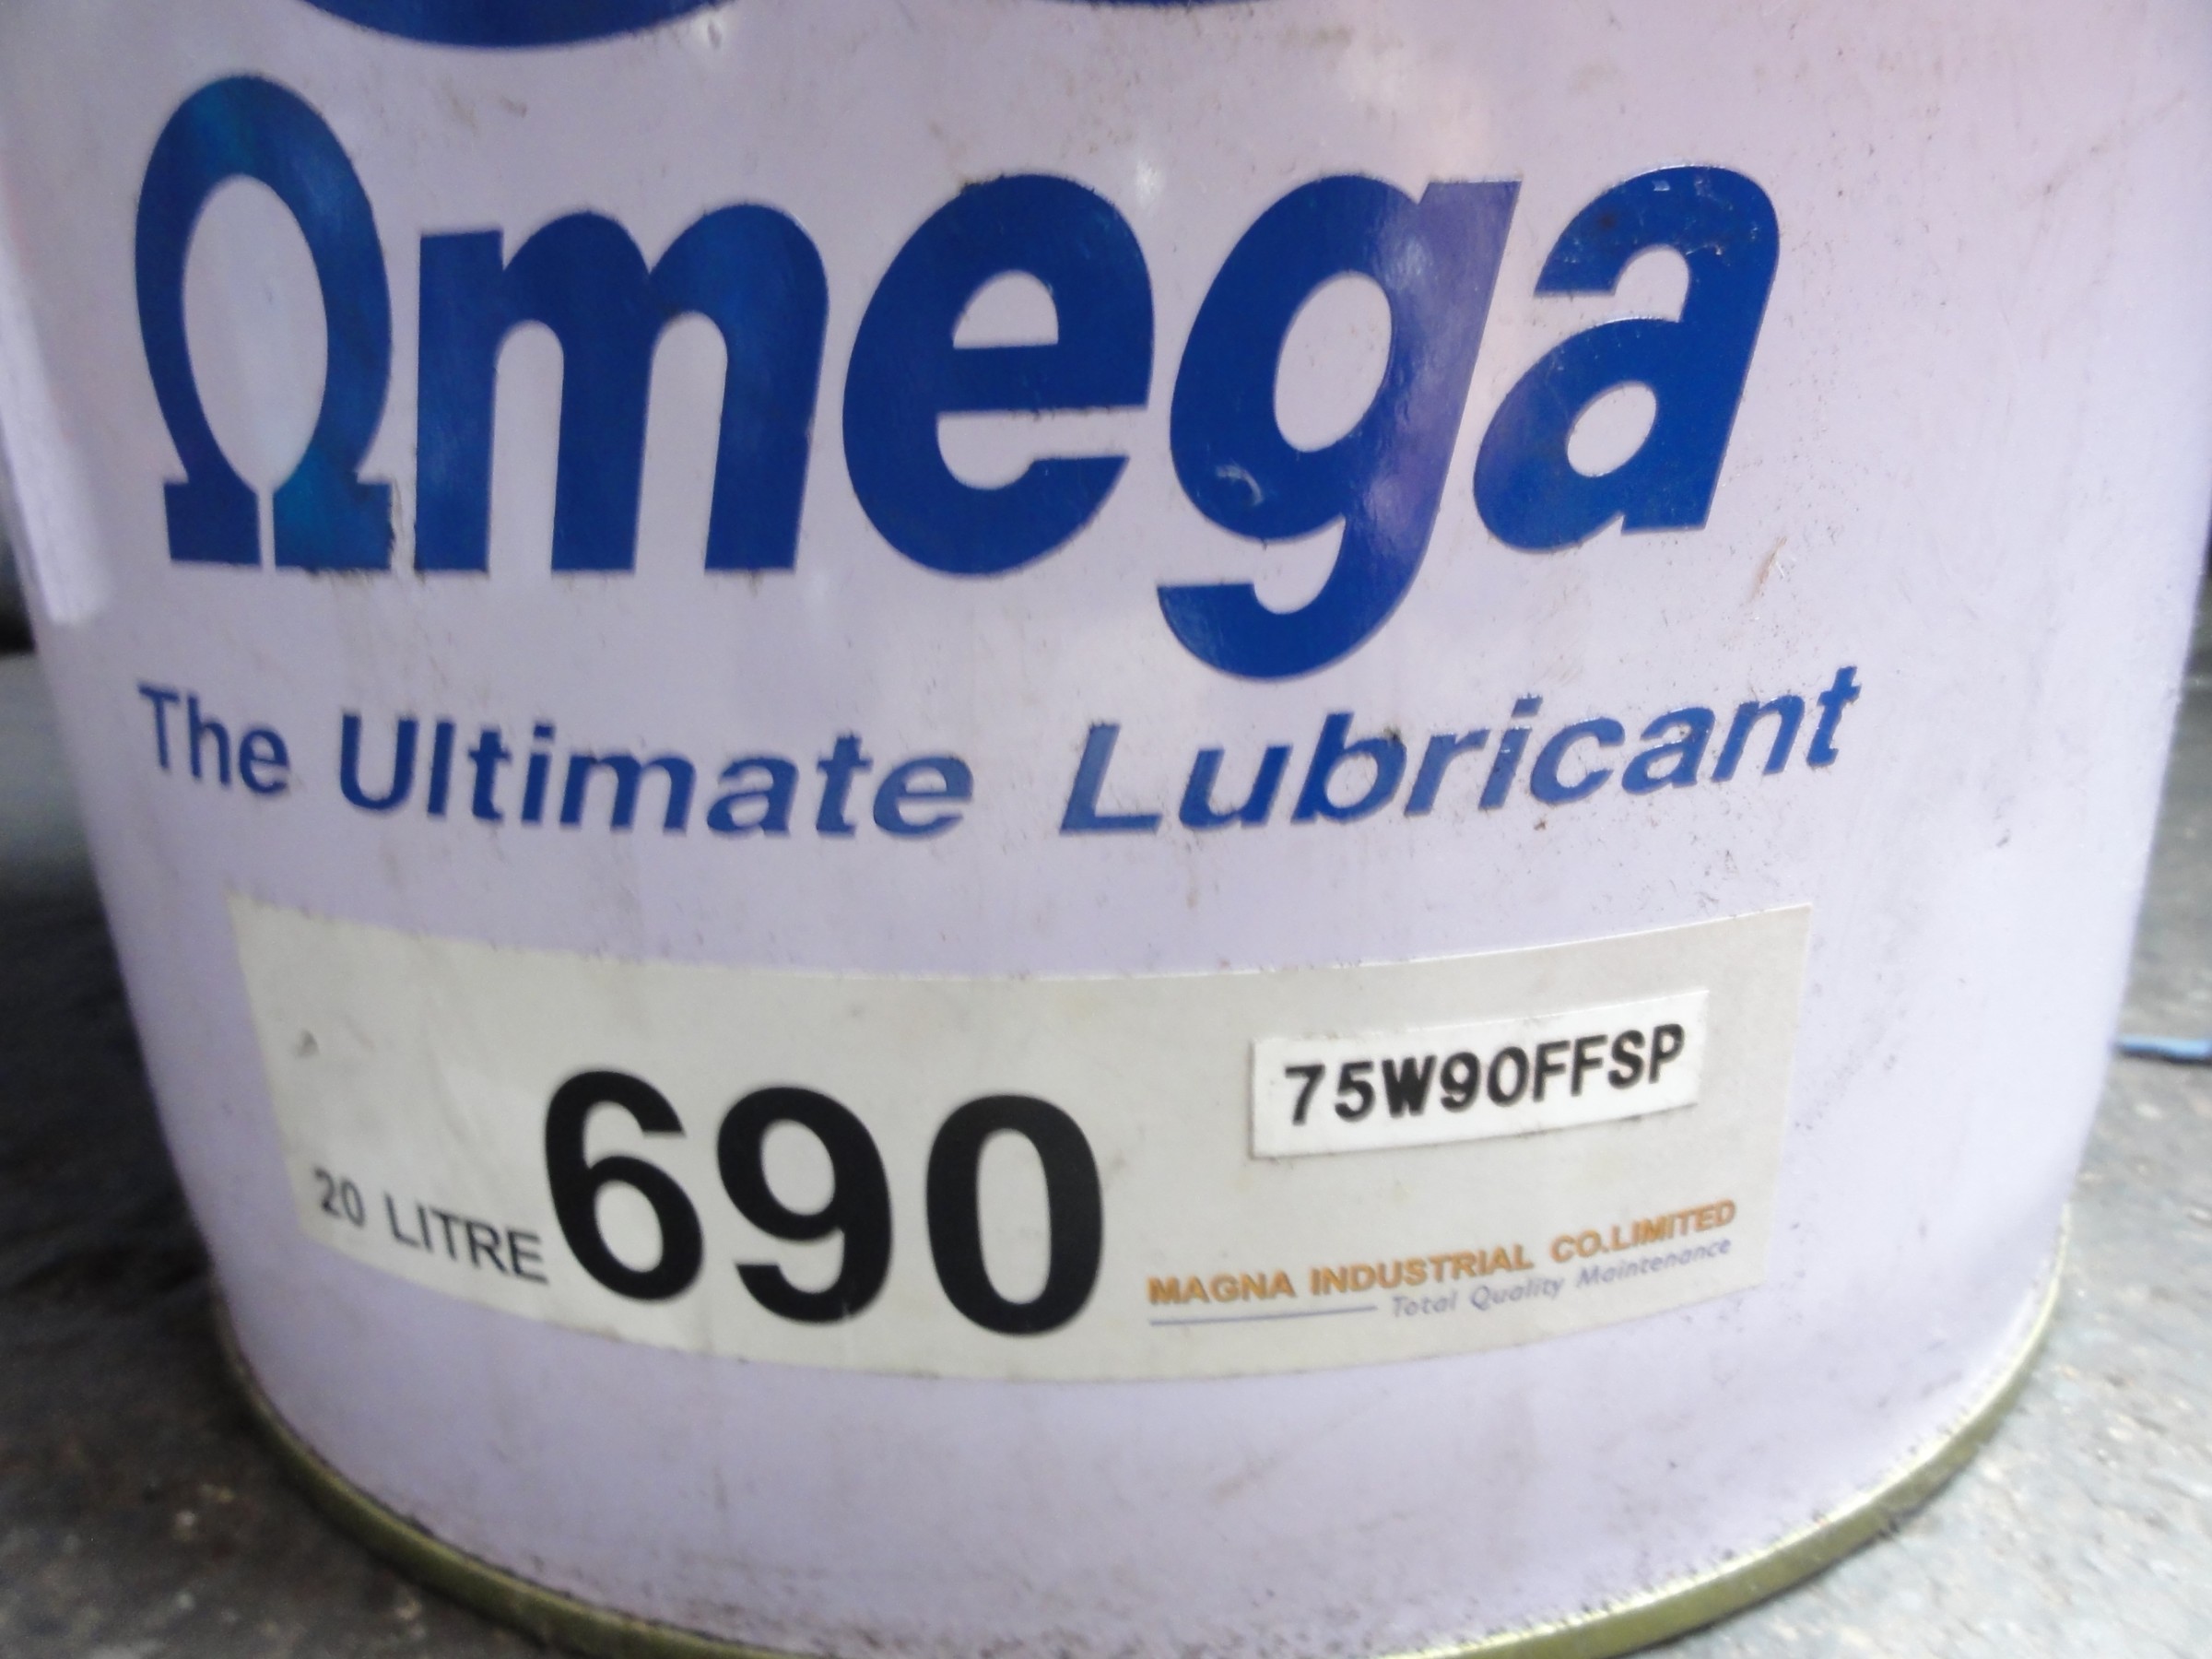 Ωmega
The Ultimate Lubricant
75W90FFSP
20 LITRE 690
MAGNA INDUSTRIAL CO.LIMITED
Total Quality Maintenance